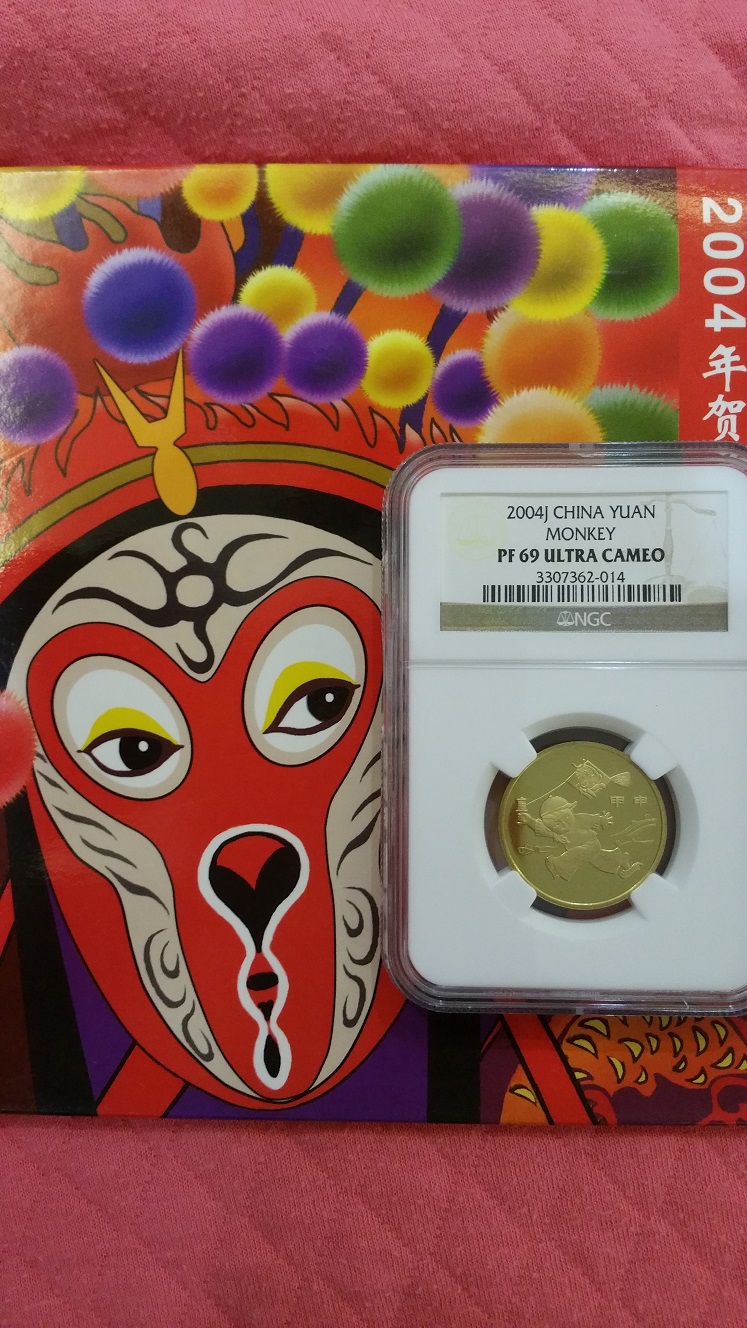 2004年贺
2004J CHINA YUAN
MONKEY
PF 69 ULTRA CAMEO
3307362-014
NGC
甲申